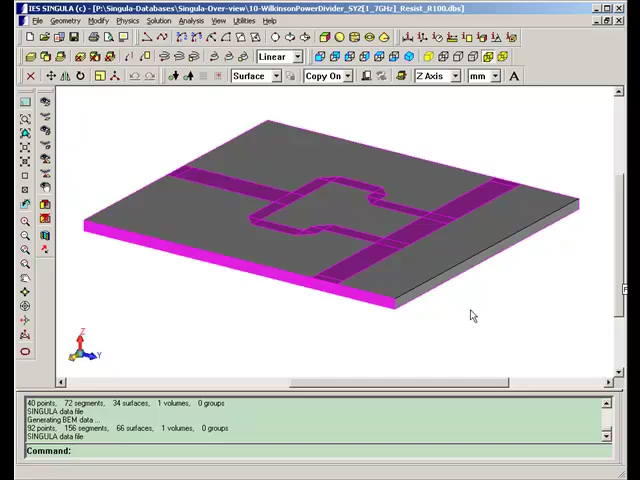 IES SINGULA (c) - [P:\Singula-Databases\Singula-Over-view\10-WilkinsonPowerDivider_SYZ[1_7GHz]_Resist_R100.dbs]
File Geometry Modify Physics Solution Analysis View Utilities Help
Linear
Surface Copy On Z Axis mm A
Z
Y
40 points, 72 segments, 34 surfaces, 1 volumes, 0 groups
SINGULA data file
Generating BEM data ...
92 points, 156 segments, 66 surfaces, 1 volumes, 0 groups
SINGULA data file
Command: